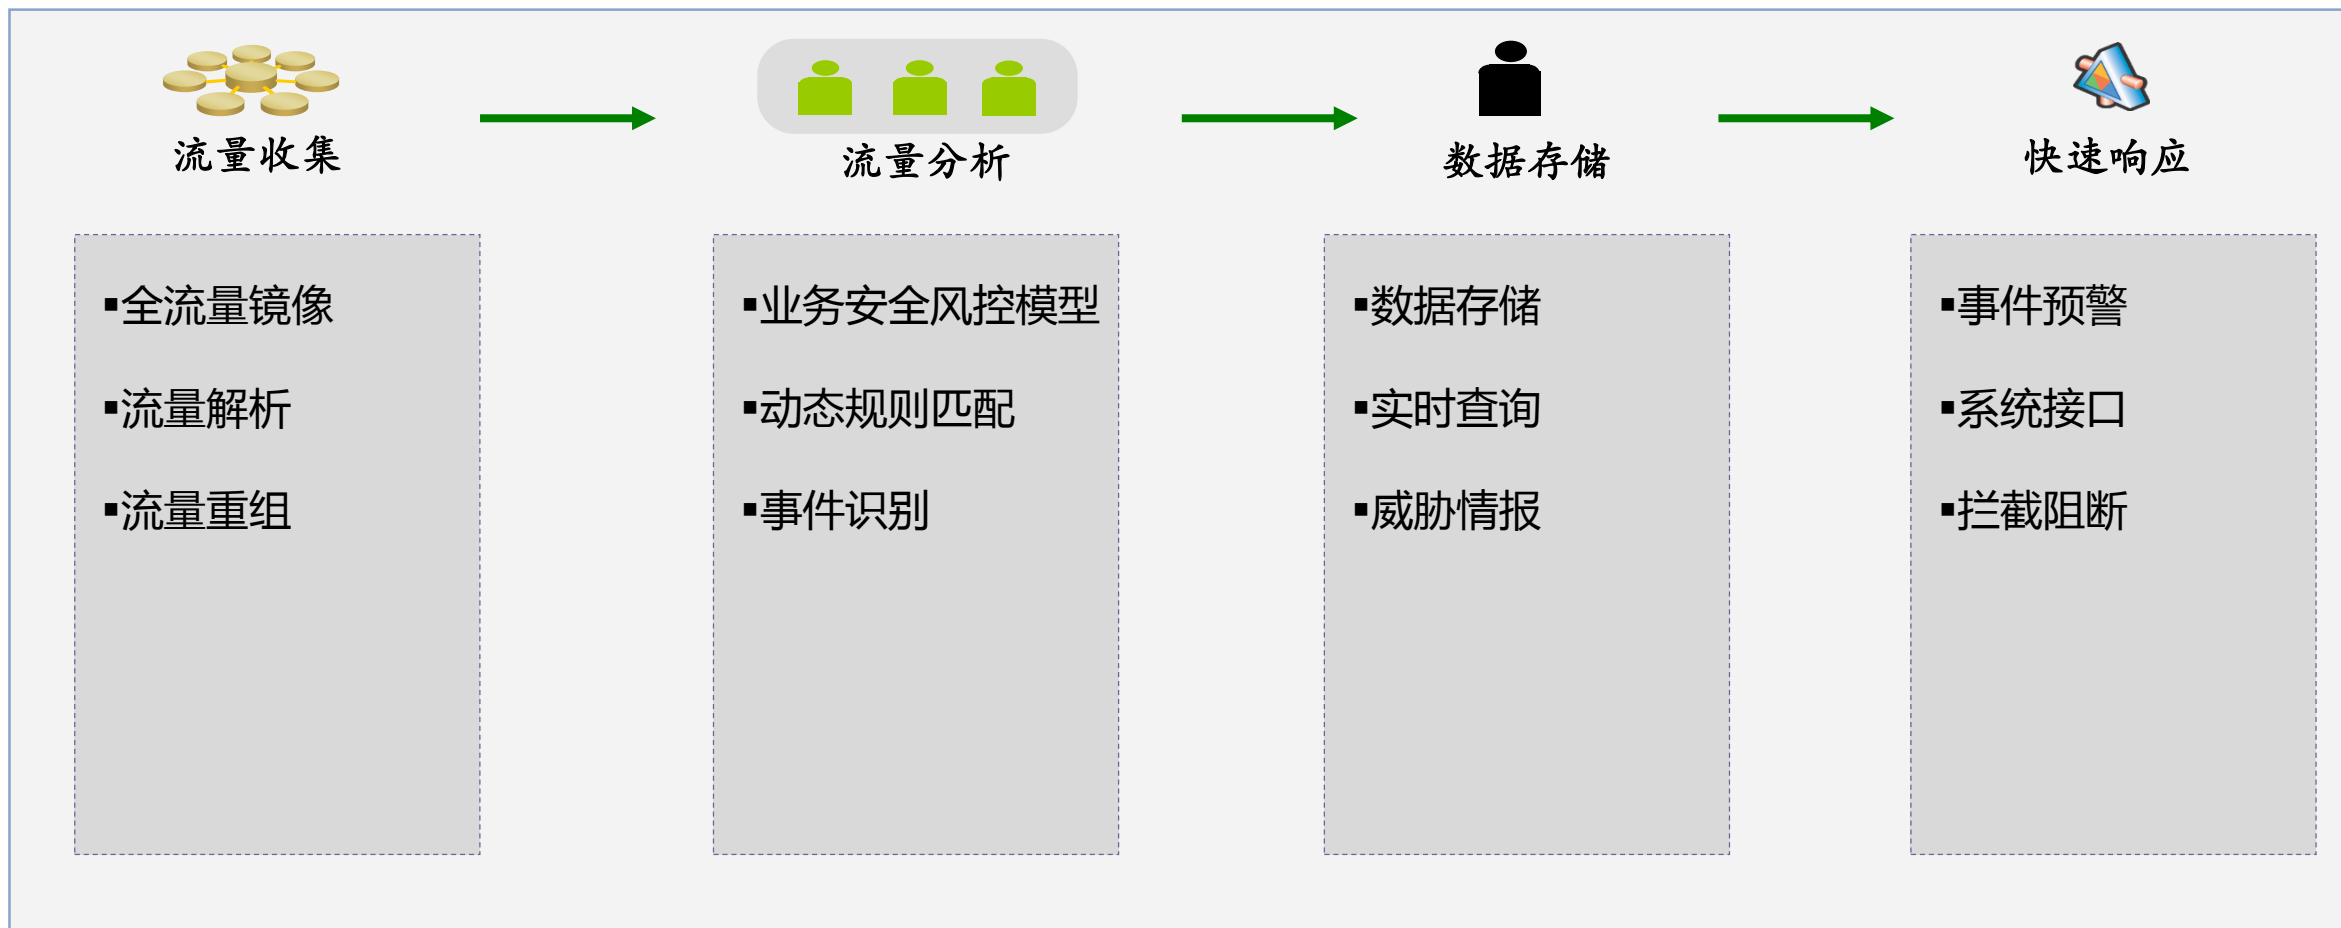 流量收集
流量分析
数据存储
快速响应
▪全流量镜像
▪流量解析
▪流量重组
▪业务安全风控模型
▪动态规则匹配
▪事件识别
▪数据存储
▪实时查询
▪威胁情报
▪事件预警
▪系统接口
▪拦截阻断